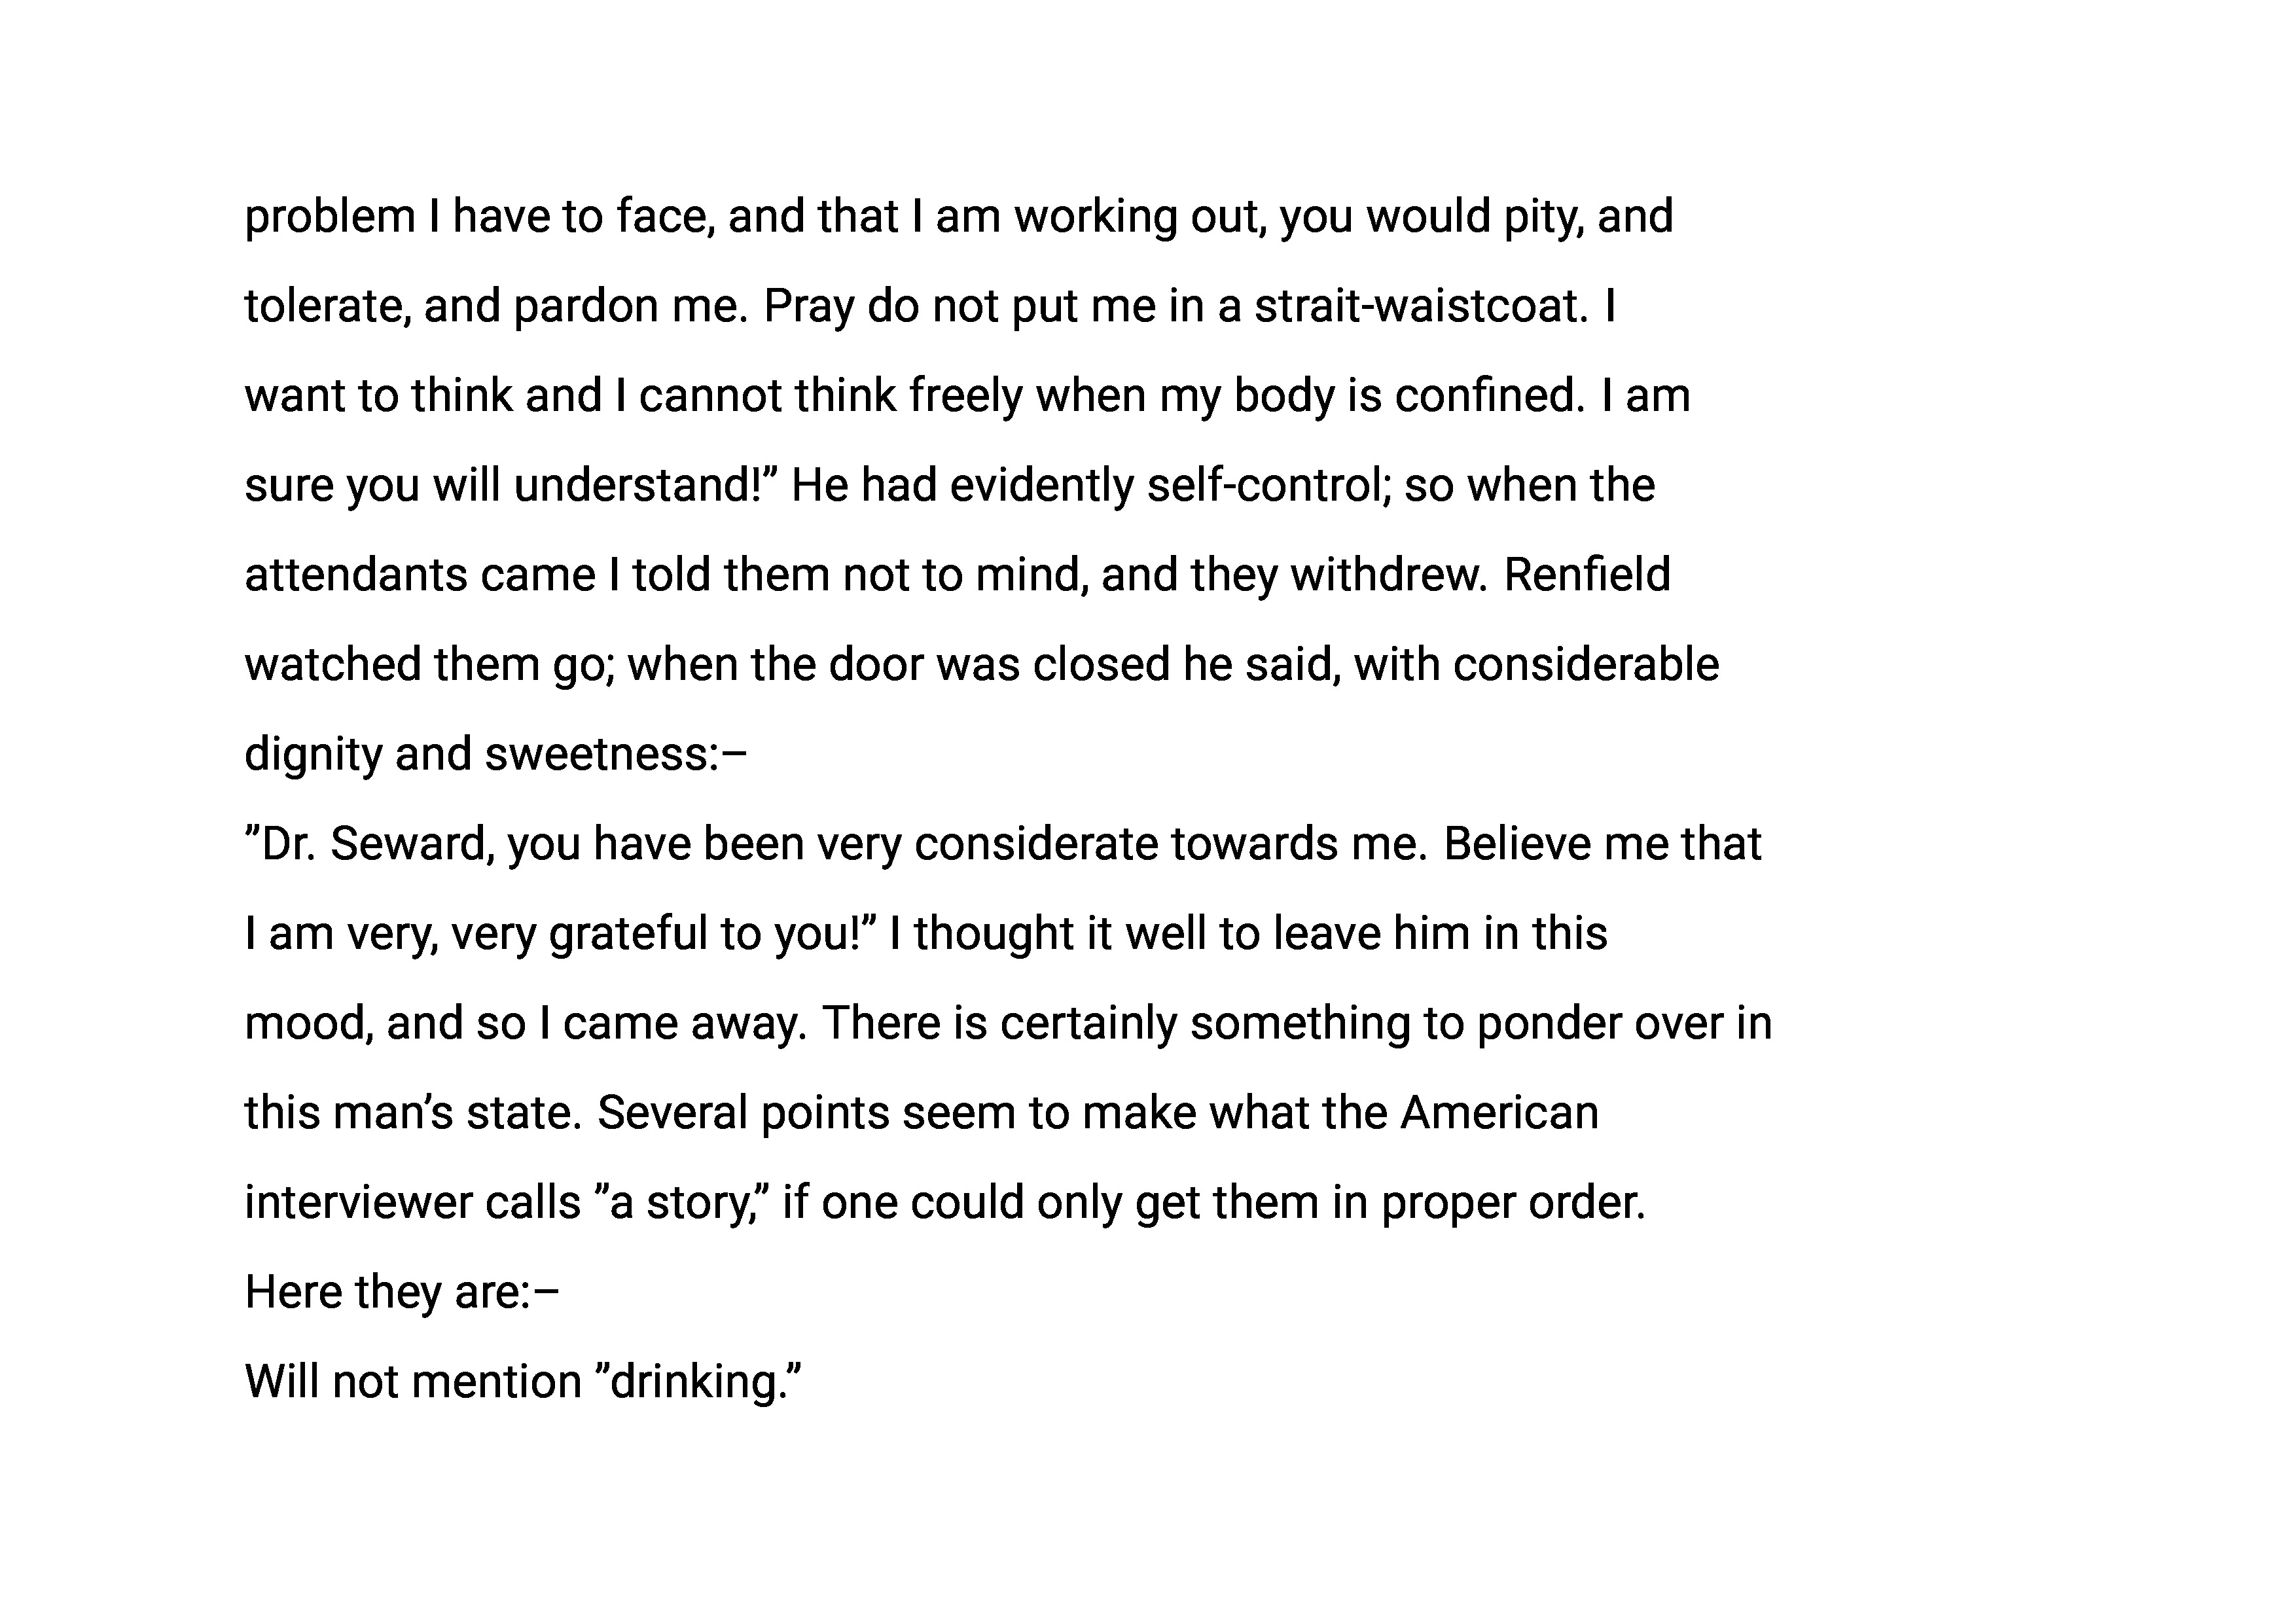 problem I have to face, and that I am working out, you would pity, and
tolerate, and pardon me. Pray do not put me in a strait-waistcoat. I
want to think and I cannot think freely when my body is confined. I am
sure you will understand!” He had evidently self-control; so when the
attendants came I told them not to mind, and they withdrew. Renfield
watched them go; when the door was closed he said, with considerable
dignity and sweetness:–
”Dr. Seward, you have been very considerate towards me. Believe me that
I am very, very grateful to you!” I thought it well to leave him in this
mood, and so I came away. There is certainly something to ponder over in
this man’s state. Several points seem to make what the American
interviewer calls ”a story,” if one could only get them in proper order.
Here they are:–
Will not mention ”drinking.”